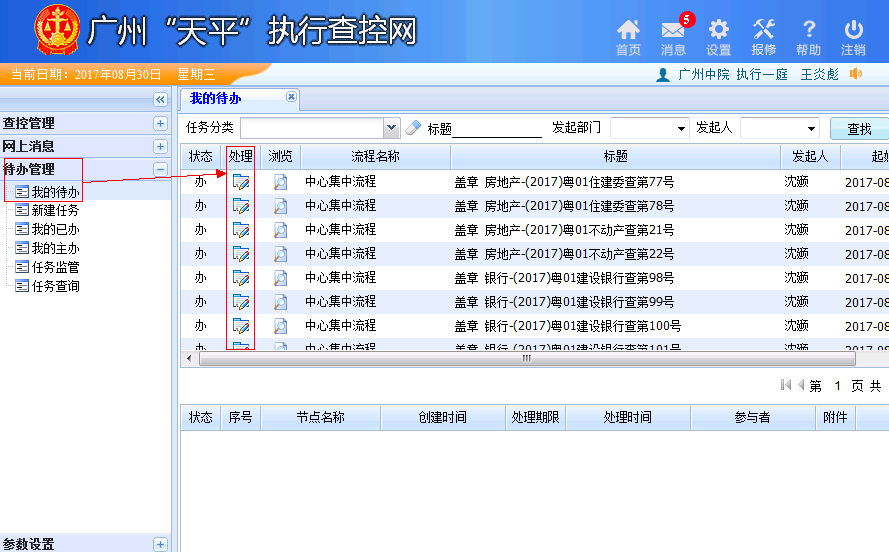 广州“天平”执行查控网
5
首页 消息 设置 报修 帮助 注销
当前日期：2017年08月30日 星期三
广州中院 执行一庭 王炎彪
我的待办
查控管理
网上消息
待办管理
我的待办
新建任务
我的已办
我的主办
任务监管
任务查询
参数设置
任务分类 标题 发起部门 发起人 查找
状态 处理 浏览 流程名称 标题 发起人 起始
办 中心集中流程 盖章 房地产-(2017)粤01住建委查第77号 沈颍 2017-08
办 中心集中流程 盖章 房地产-(2017)粤01住建委查第78号 沈颍 2017-08
办 中心集中流程 盖章 房地产-(2017)粤01不动产查第21号 沈颍 2017-08
办 中心集中流程 盖章 房地产-(2017)粤01不动产查第22号 沈颍 2017-08
办 中心集中流程 盖章 银行-(2017)粤01建设银行查第98号 沈颍 2017-08
办 中心集中流程 盖章 银行-(2017)粤01建设银行查第99号 沈颍 2017-08
办 中心集中流程 盖章 银行-(2017)粤01建设银行查第100号 沈颍 2017-08
办 中心集中流程 盖章 银行-(2017)粤01建设银行查第101号 沈颍 2017-08
第 1 页 共
状态 序号 节点名称 创建时间 处理期限 处理时间 参与者 附件